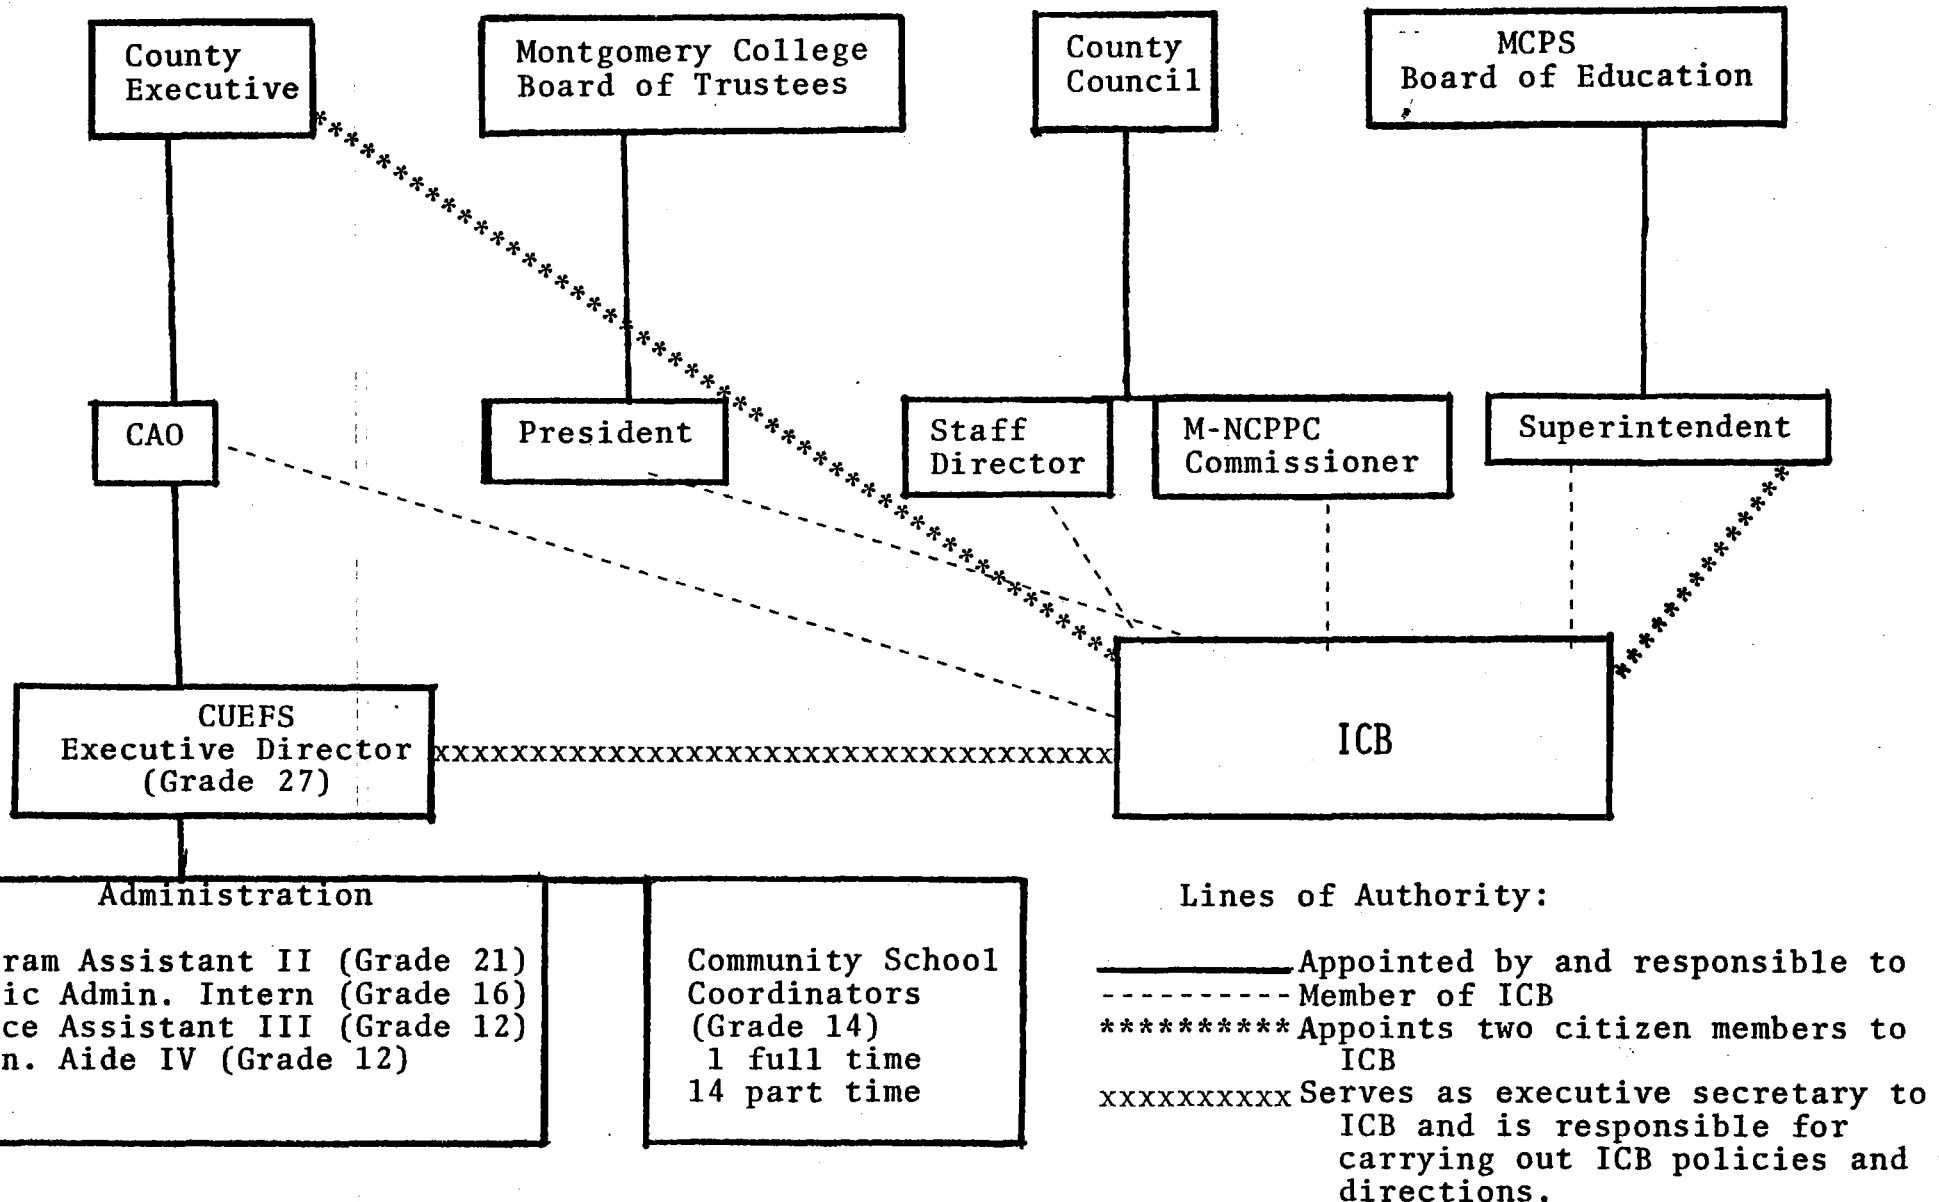 County
Executive
Montgomery College
Board of Trustees
County
Council
MCPS
Board of Education
CAO
President
Staff
Director
M-NCPPC
Commissioner
Superintendent
CUEFS
Executive Director
(Grade 27)
xxxxxxxxxxxxxxxxxxxxxxxxxxxxxxxxxxx
ICB
Administration
ram Assistant II (Grade 21)
ic Admin. Intern (Grade 16)
ce Assistant III (Grade 12)
n. Aide IV (Grade 12)
Community School
Coordinators
(Grade 14)
1 full time
14 part time
Lines of Authority:
Appointed by and responsible to
---------- Member of ICB
********** Appoints two citizen members to
ICB
xxxxxxxxxx Serves as executive secretary to
ICB and is responsible for
carrying out ICB policies and
directions.